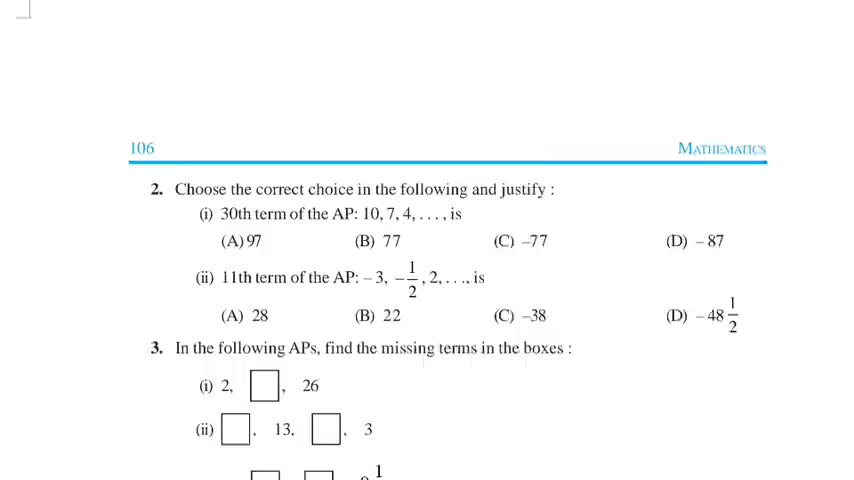 106 MATHEMATICS
2. Choose the correct choice in the following and justify :
(i) 30th term of the AP: 10, 7, 4, . . . , is
(A) 97 (B) 77 (C) –77 (D) – 87
(ii) 11th term of the AP: – 3, –1/2, 2, . . ., is
(A) 28 (B) 22 (C) –38 (D) – 48 1/2
3. In the following APs, find the missing terms in the boxes :
(i) 2, □, 26
(ii) □, 13, □, 3